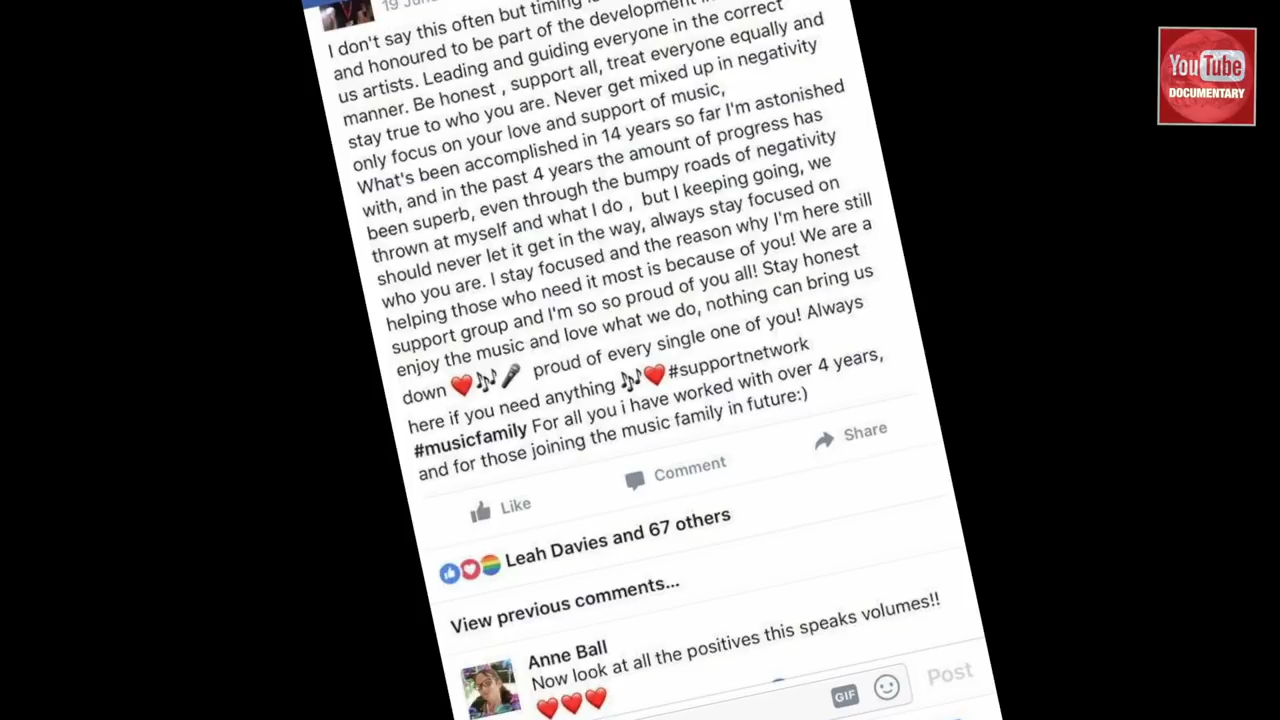 19 June
I don't say this often but timing is
and honoured to be part of the development
us artists. Leading and guiding everyone in the correct
manner. Be honest , support all, treat everyone equally and
stay true to who you are. Never get mixed up in negativity
only focus on your love and support of music,
What's been accomplished in 14 years so far I'm astonished
with, and in the past 4 years the amount of progress has
been superb, even through the bumpy roads of negativity
thrown at myself and what I do , but I keeping going, we
should never let it get in the way, always stay focused on
who you are. I stay focused and the reason why I'm here still
helping those who need it most is because of you! We are a
support group and I'm so so proud of you all! Stay honest
enjoy the music and love what we do, nothing can bring us
down ❤️🎶🎤 proud of every single one of you! Always
here if you need anything 🎶❤️#supportnetwork
#musicfamily For all you i have worked with over 4 years,
and for those joining the music family in future:)
Like Comment Share
Leah Davies and 67 others
View previous comments...
Anne Ball
Now look at all the positives this speaks volumes!!
❤️❤️❤️
GIF Post
YouTube
DOCUMENTARY